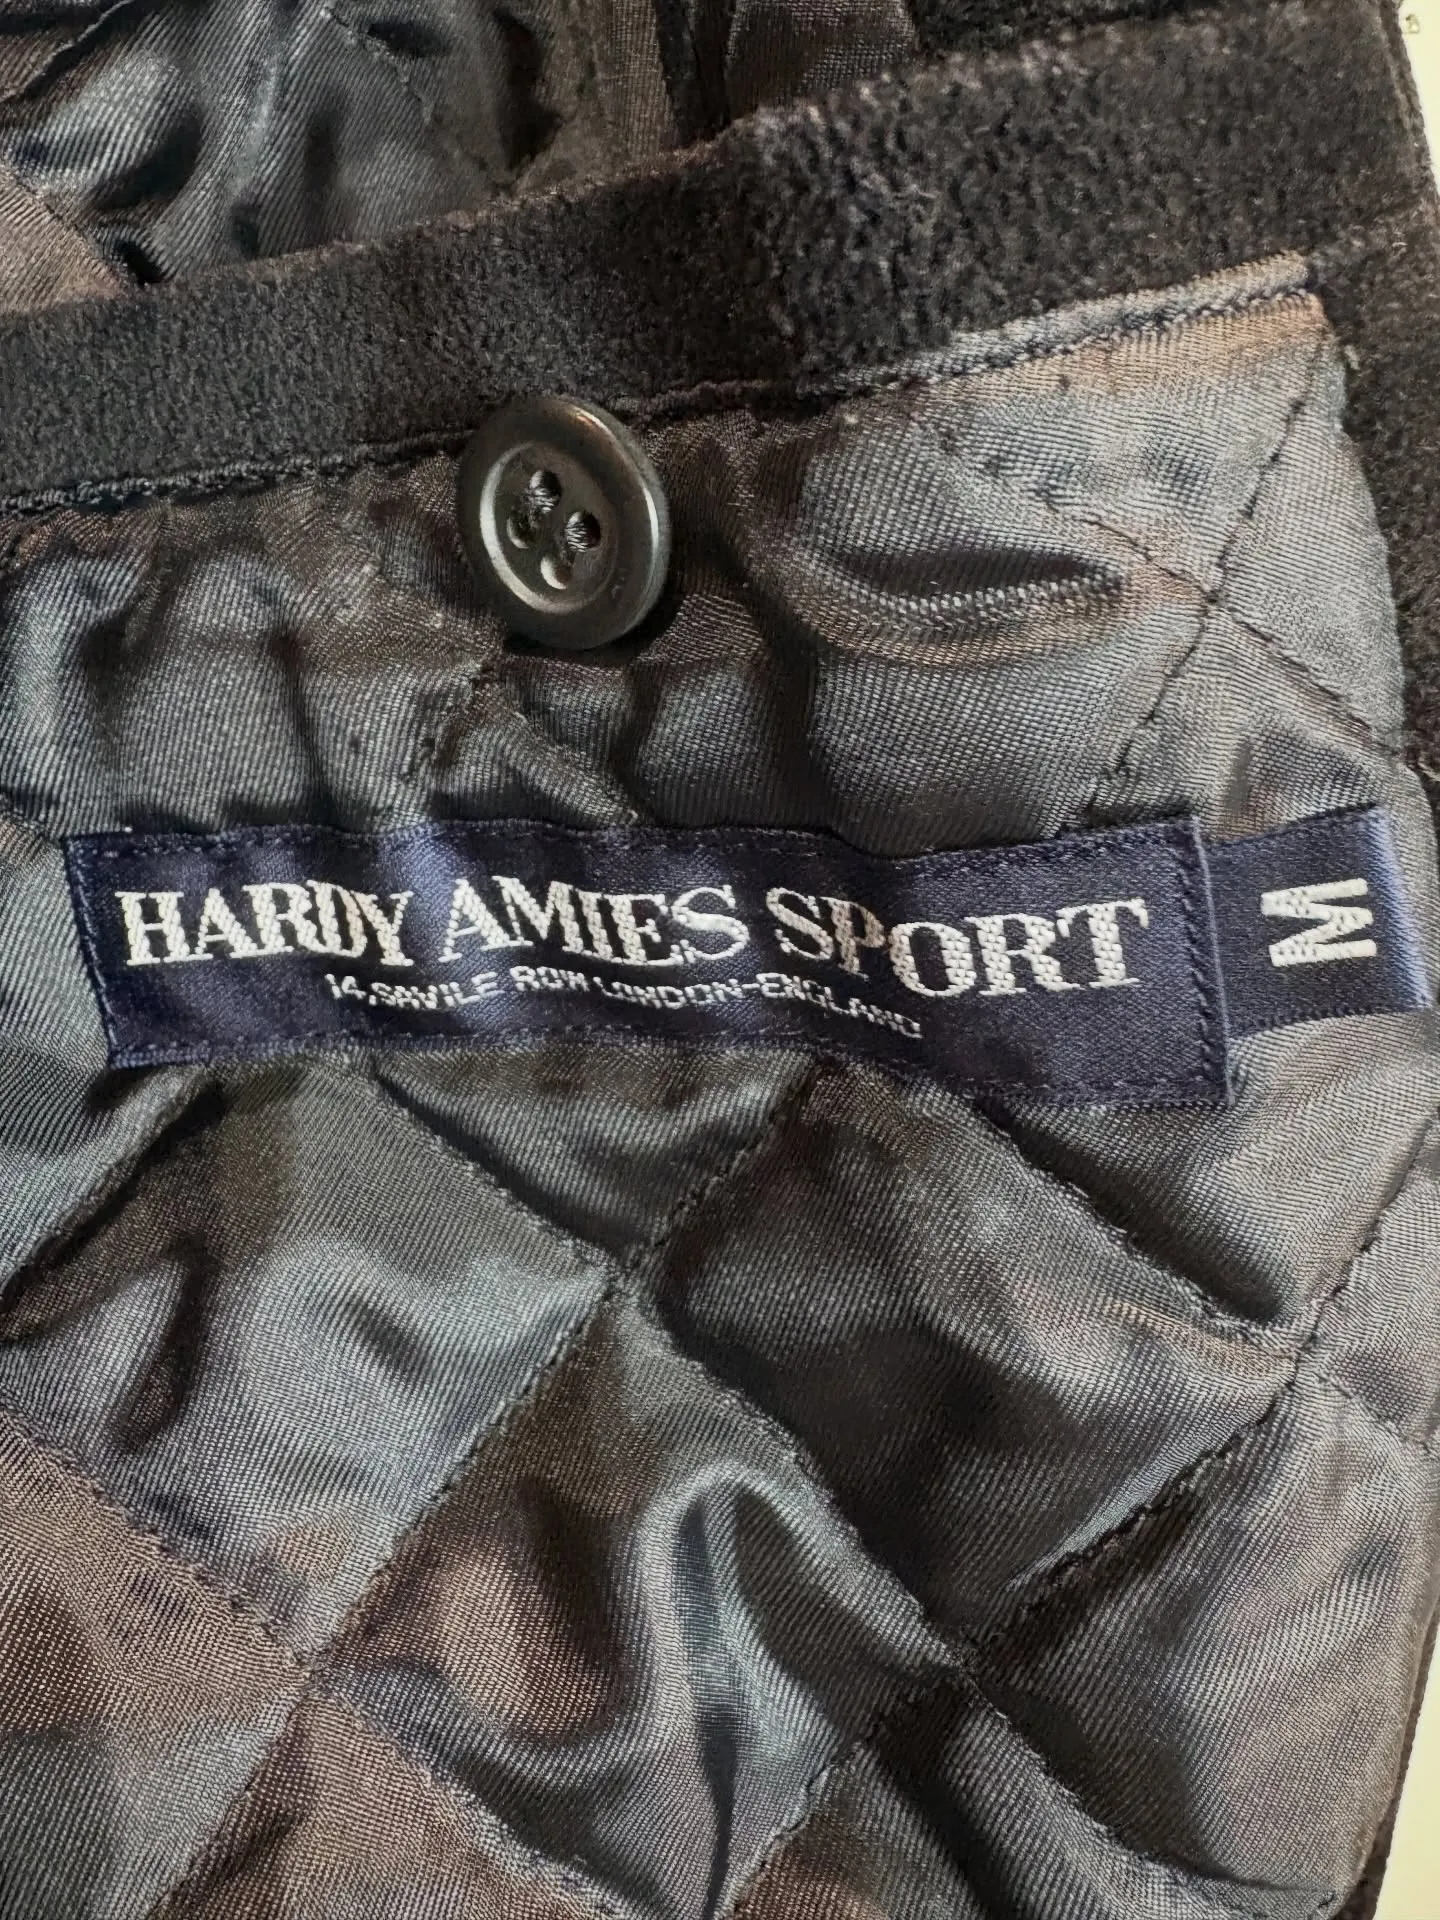 HARDY AMIES SPORT
14, SAVILE ROW LONDON-ENGLAND
M